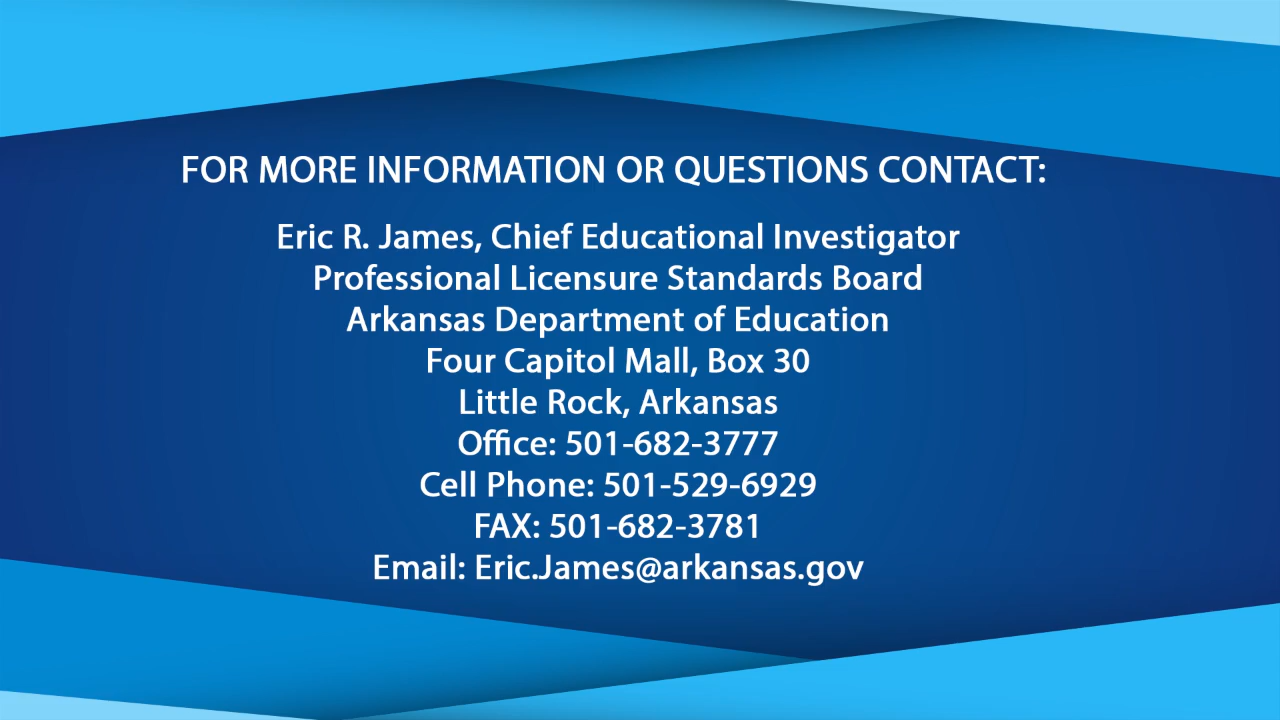 FOR MORE INFORMATION OR QUESTIONS CONTACT:
Eric R. James, Chief Educational Investigator
Professional Licensure Standards Board
Arkansas Department of Education
Four Capitol Mall, Box 30
Little Rock, Arkansas
Office: 501-682-3777
Cell Phone: 501-529-6929
FAX: 501-682-3781
Email: Eric.James@arkansas.gov